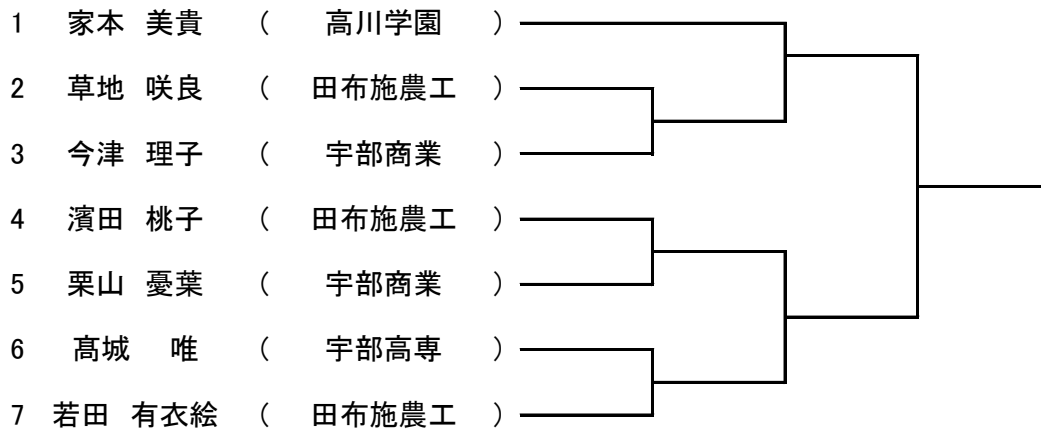 1 家本 美貴 ( 高川学園 )
2 草地 咲良 ( 田布施農工 )
3 今津 理子 ( 宇部商業 )
4 濱田 桃子 ( 田布施農工 )
5 栗山 憂葉 ( 宇部商業 )
6 髙城 唯 ( 宇部高専 )
7 若田 有衣絵 ( 田布施農工 )